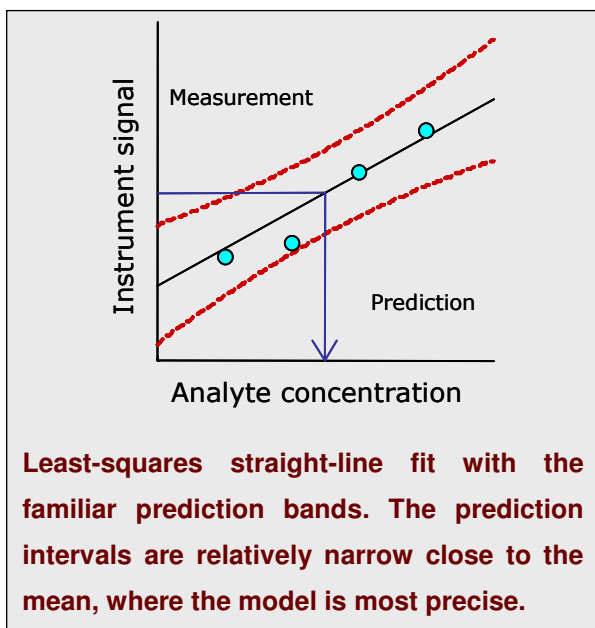 Measurement
Instrument signal
Prediction
Analyte concentration
Least-squares straight-line fit with the
familiar prediction bands. The prediction
intervals are relatively narrow close to the
mean, where the model is most precise.